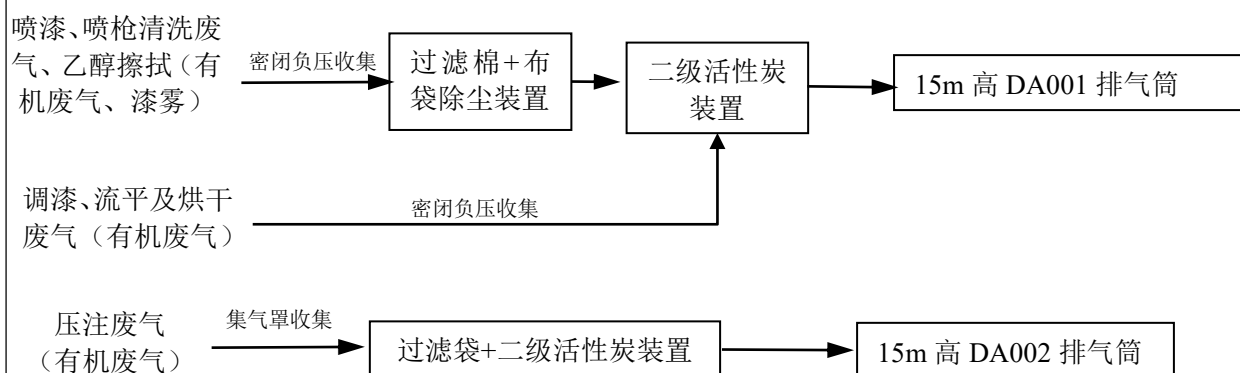 喷漆、喷枪清洗废
气、乙醇擦拭（有
机废气、漆雾）
密闭负压收集
过滤棉+布
袋除尘装置
二级活性炭
装置
15m 高 DA001 排气筒
调漆、流平及烘干
废气（有机废气）
密闭负压收集
压注废气
（有机废气）
集气罩收集
过滤袋+二级活性炭装置
15m 高 DA002 排气筒